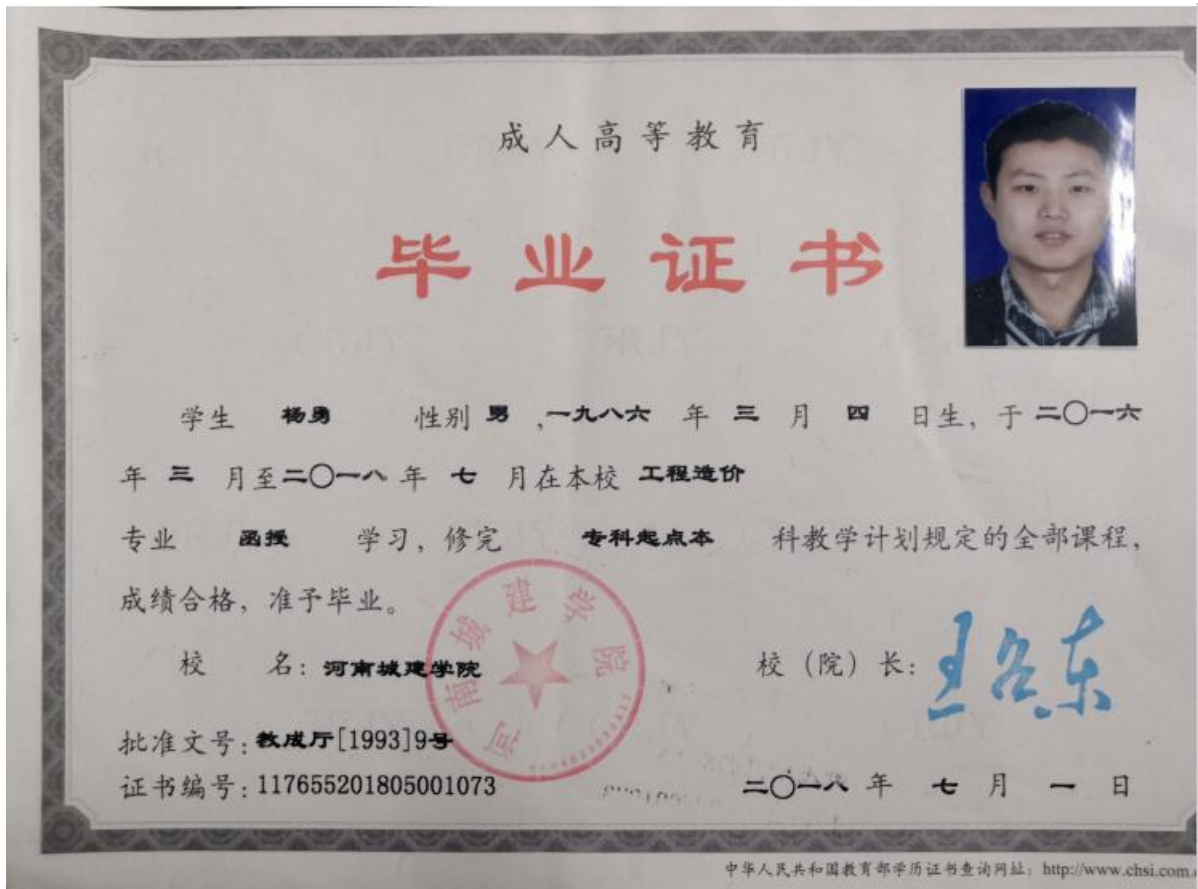 成人高等教育
毕业证书
学生 杨勇 性别 男 ,一九八六 年 三 月 四 日生，于 二〇一六
年 三 月至 二〇一八 年 七 月在本校 工程造价
专业 函授 学习，修完 专科起点本 科教学计划规定的全部课程，
成绩合格，准予毕业。
校 名：河南城建学院 校（院）长：
河南城建学院
批准文号：教成厅[1993]9号
证书编号：117655201805001073 二〇一八 年 七 月 一 日
中华人民共和国教育部学历证书查询网址：http://www.chsi.com.